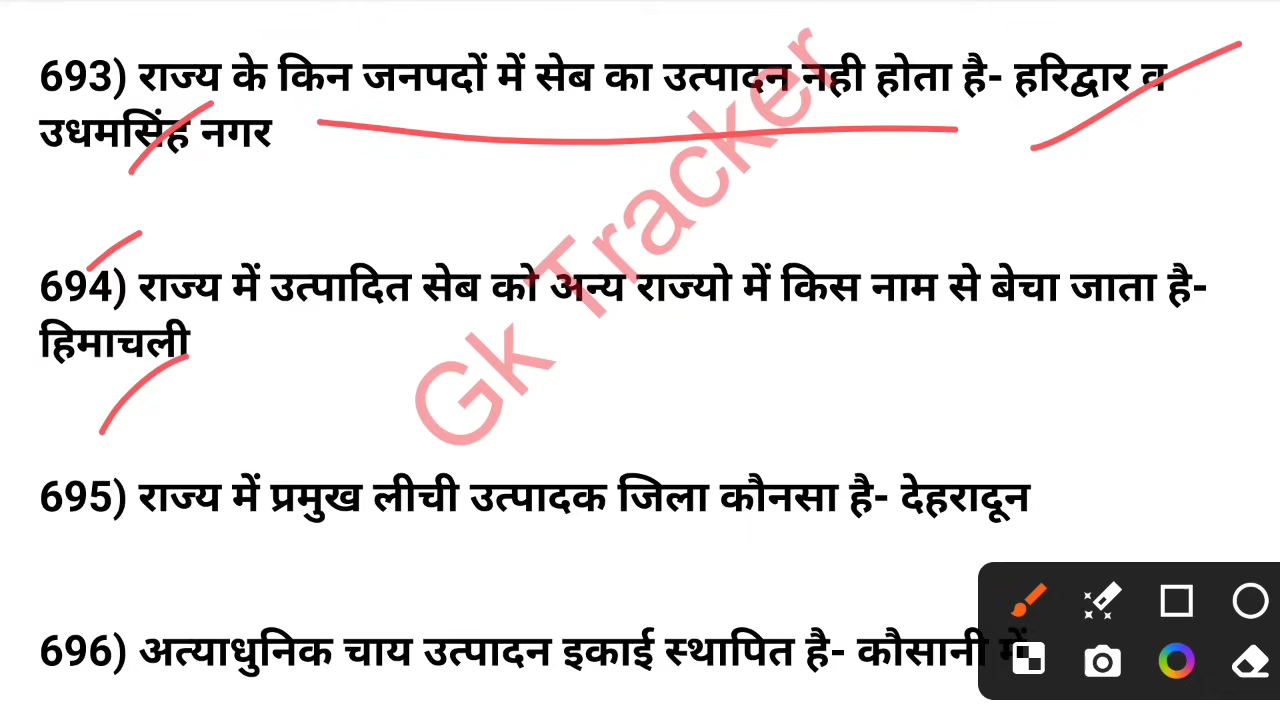 693) राज्य के किन जनपदों में सेब का उत्पादन नही होता है- हरिद्वार व
उधमसिंह नगर
694) राज्य में उत्पादित सेब को अन्य राज्यो में किस नाम से बेचा जाता है-
हिमाचली
695) राज्य में प्रमुख लीची उत्पादक जिला कौनसा है- देहरादून
696) अत्याधुनिक चाय उत्पादन इकाई स्थापित है- कौसानी में
Gk Tracker